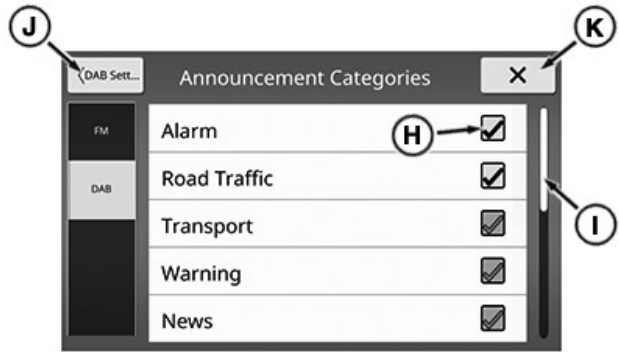 J
K
DAB Sett...
Announcement Categories
FM
Alarm
H
DAB
Road Traffic
I
Transport
Warning
News